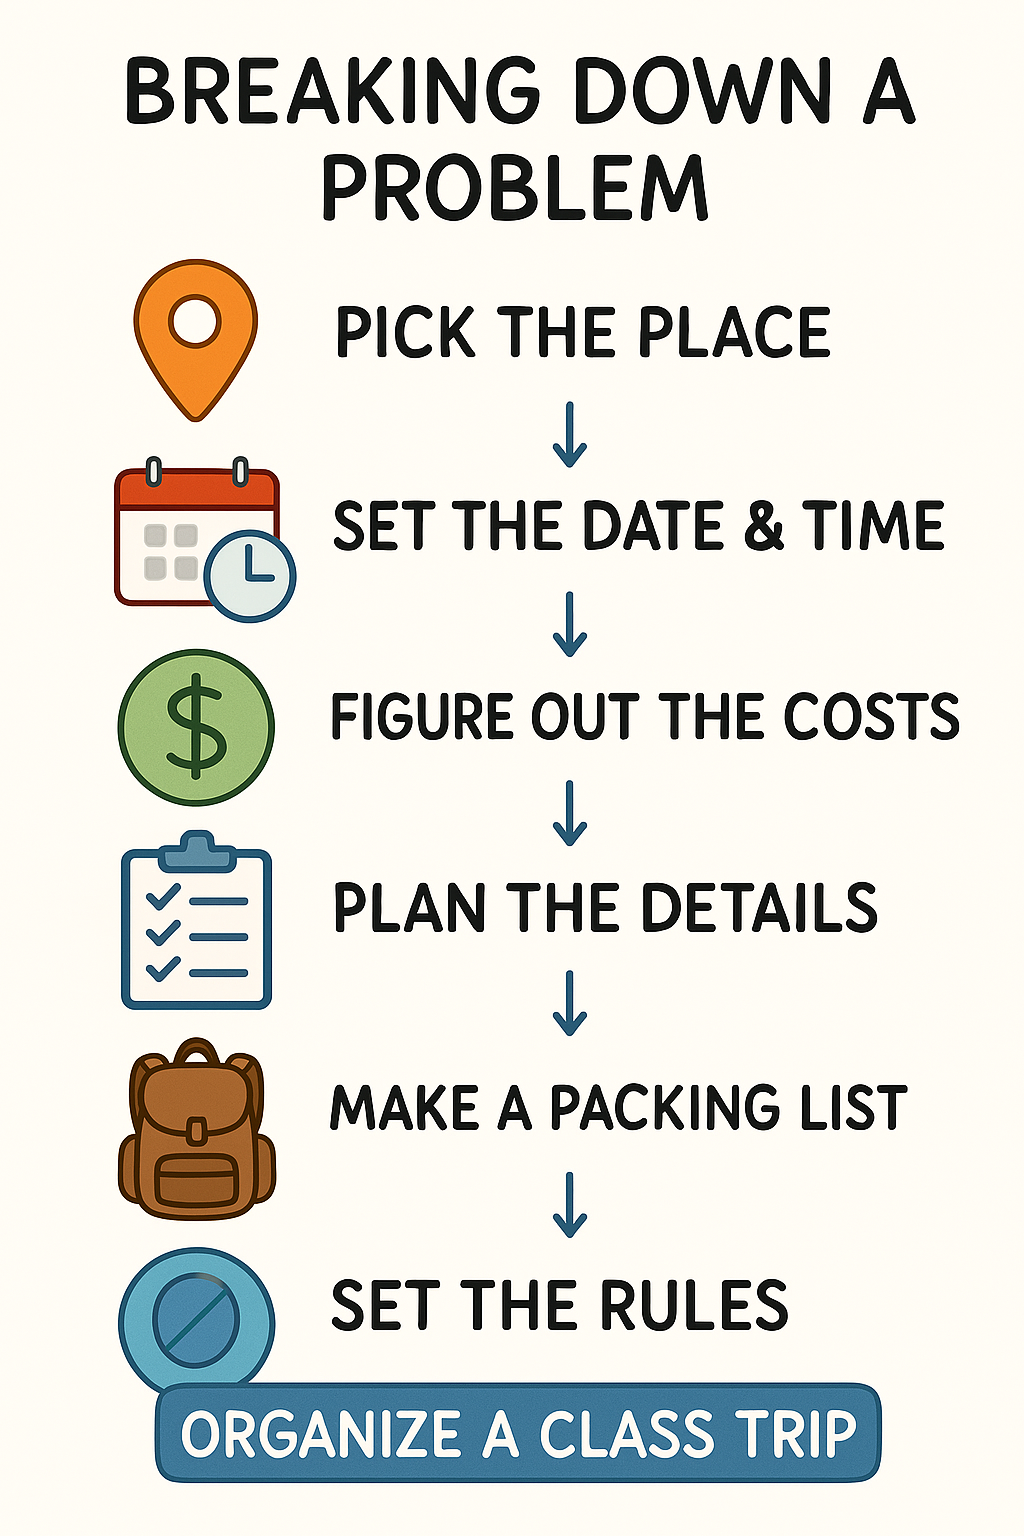 BREAKING DOWN A
PROBLEM
PICK THE PLACE
SET THE DATE & TIME
$
FIGURE OUT THE COSTS
PLAN THE DETAILS
MAKE A PACKING LIST
SET THE RULES
ORGANIZE A CLASS TRIP